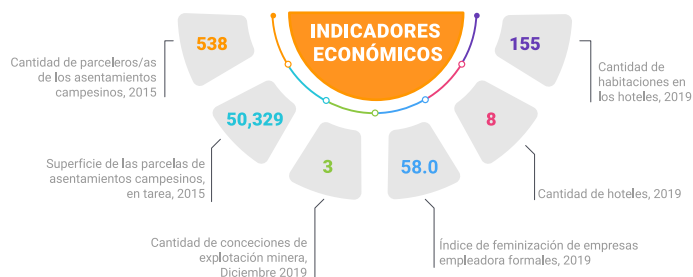 INDICADORES
ECONÓMICOS
538
Cantidad de parceleros/as
de los asentamientos
campesinos, 2015
50,329
Superficie de las parcelas de
asentamientos campesinos,
en tarea, 2015
3
Cantidad de conceciones de
explotación minera,
Diciembre 2019
58.0
Índice de feminización de empresas
empleadora formales, 2019
8
Cantidad de hoteles, 2019
155
Cantidad de
habitaciones en
los hoteles, 2019